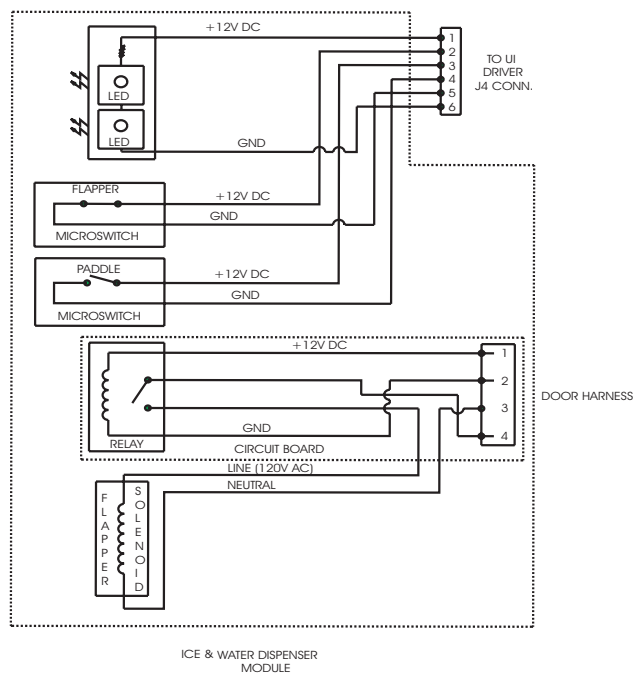 +12V DC
1
2
3
4
5
6
TO UI
DRIVER
J4 CONN.
LED
LED
GND
FLAPPER
+12V DC
GND
MICROSWITCH
PADDLE
+12V DC
GND
MICROSWITCH
+12V DC
1
2
3
4
DOOR HARNESS
GND
RELAY
CIRCUIT BOARD
LINE (120V AC)
NEUTRAL
FLAPPER
SOLENOID
ICE & WATER DISPENSER
MODULE